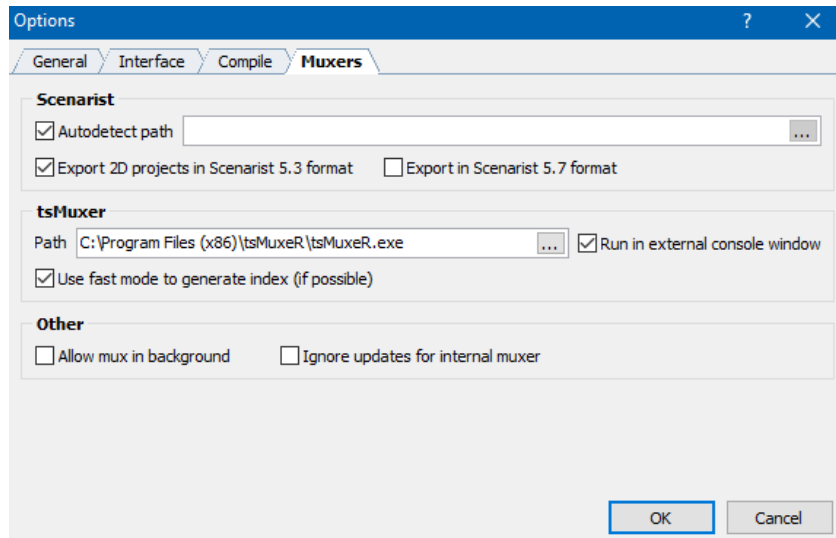 Options ?
General Interface Compile Muxers
Scenarist
Autodetect path ...
Export 2D projects in Scenarist 5.3 format Export in Scenarist 5.7 format
tsMuxer
Path C:\Program Files (x86)\tsMuxeR\tsMuxeR.exe ... Run in external console window
Use fast mode to generate index (if possible)
Other
Allow mux in background Ignore updates for internal muxer
OK Cancel